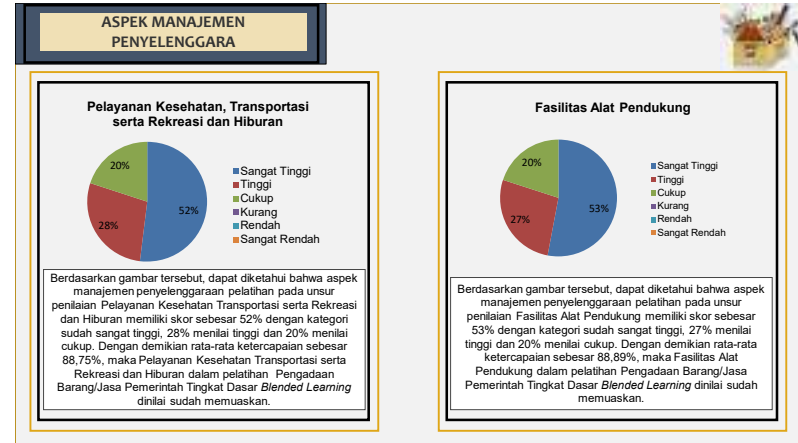 ASPEK MANAJEMEN
PENYELENGGARA
Pelayanan Kesehatan, Transportasi
serta Rekreasi dan Hiburan
20%
52%
28%
Sangat Tinggi
Tinggi
Cukup
Kurang
Rendah
Sangat Rendah
Berdasarkan gambar tersebut, dapat diketahui bahwa aspek
manajemen penyelenggaraan pelatihan pada unsur
penilaian Pelayanan Kesehatan Transportasi serta Rekreasi
dan Hiburan memiliki skor sebesar 52% dengan kategori
sudah sangat tinggi, 28% menilai tinggi dan 20% menilai
cukup. Dengan demikian rata-rata ketercapaian sebesar
88,75%, maka Pelayanan Kesehatan Transportasi serta
Rekreasi dan Hiburan dalam pelatihan Pengadaan
Barang/Jasa Pemerintah Tingkat Dasar Blended Learning
dinilai sudah memuaskan.
Fasilitas Alat Pendukung
20%
53%
27%
Sangat Tinggi
Tinggi
Cukup
Kurang
Rendah
Sangat Rendah
Berdasarkan gambar tersebut, dapat diketahui bahwa aspek
manajemen penyelenggaraan pelatihan pada unsur
penilaian Fasilitas Alat Pendukung memiliki skor sebesar
53% dengan kategori sudah sangat tinggi, 27% menilai
tinggi dan 20% menilai cukup. Dengan demikian rata-rata
ketercapaian sebesar 88,89%, maka Fasilitas Alat
Pendukung dalam pelatihan Pengadaan Barang/Jasa
Pemerintah Tingkat Dasar Blended Learning dinilai sudah
memuaskan.